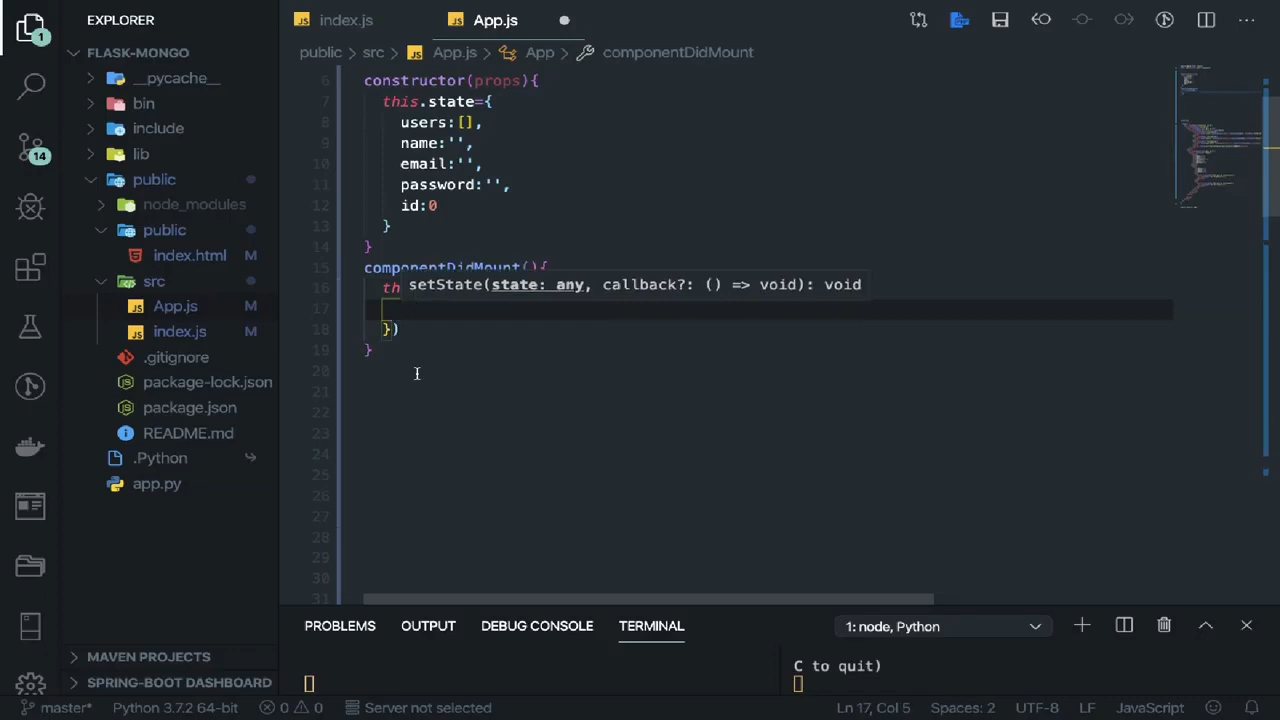 EXPLORER
index.js
App.js
FLASK-MONGO
public > src > App.js > App > componentDidMount
__pycache__
bin
include
lib
public
node_modules
public
index.html M
src
App.js M
index.js M
.gitignore
package-lock.json
package.json
README.md
.Python
app.py
MAVEN PROJECTS
SPRING-BOOT DASHBOARD
1
14
6 constructor(props){
7 this.state={
8 users:[],
9 name:'',
10 email:'',
11 password:'',
12 id:0
13 }
14 }
15 componentDidMount(){
16 th
setState(state: any, callback?: () => void): void
17
18 })
19 }
20
21
22
23
24
25
26
27
28
29
30
31
PROBLEMS OUTPUT DEBUG CONSOLE TERMINAL 1: node, Python
C to quit)
master* Python 3.7.2 64-bit 0 0 Server not selected Ln 17, Col 5 Spaces: 2 UTF-8 LF JavaScript